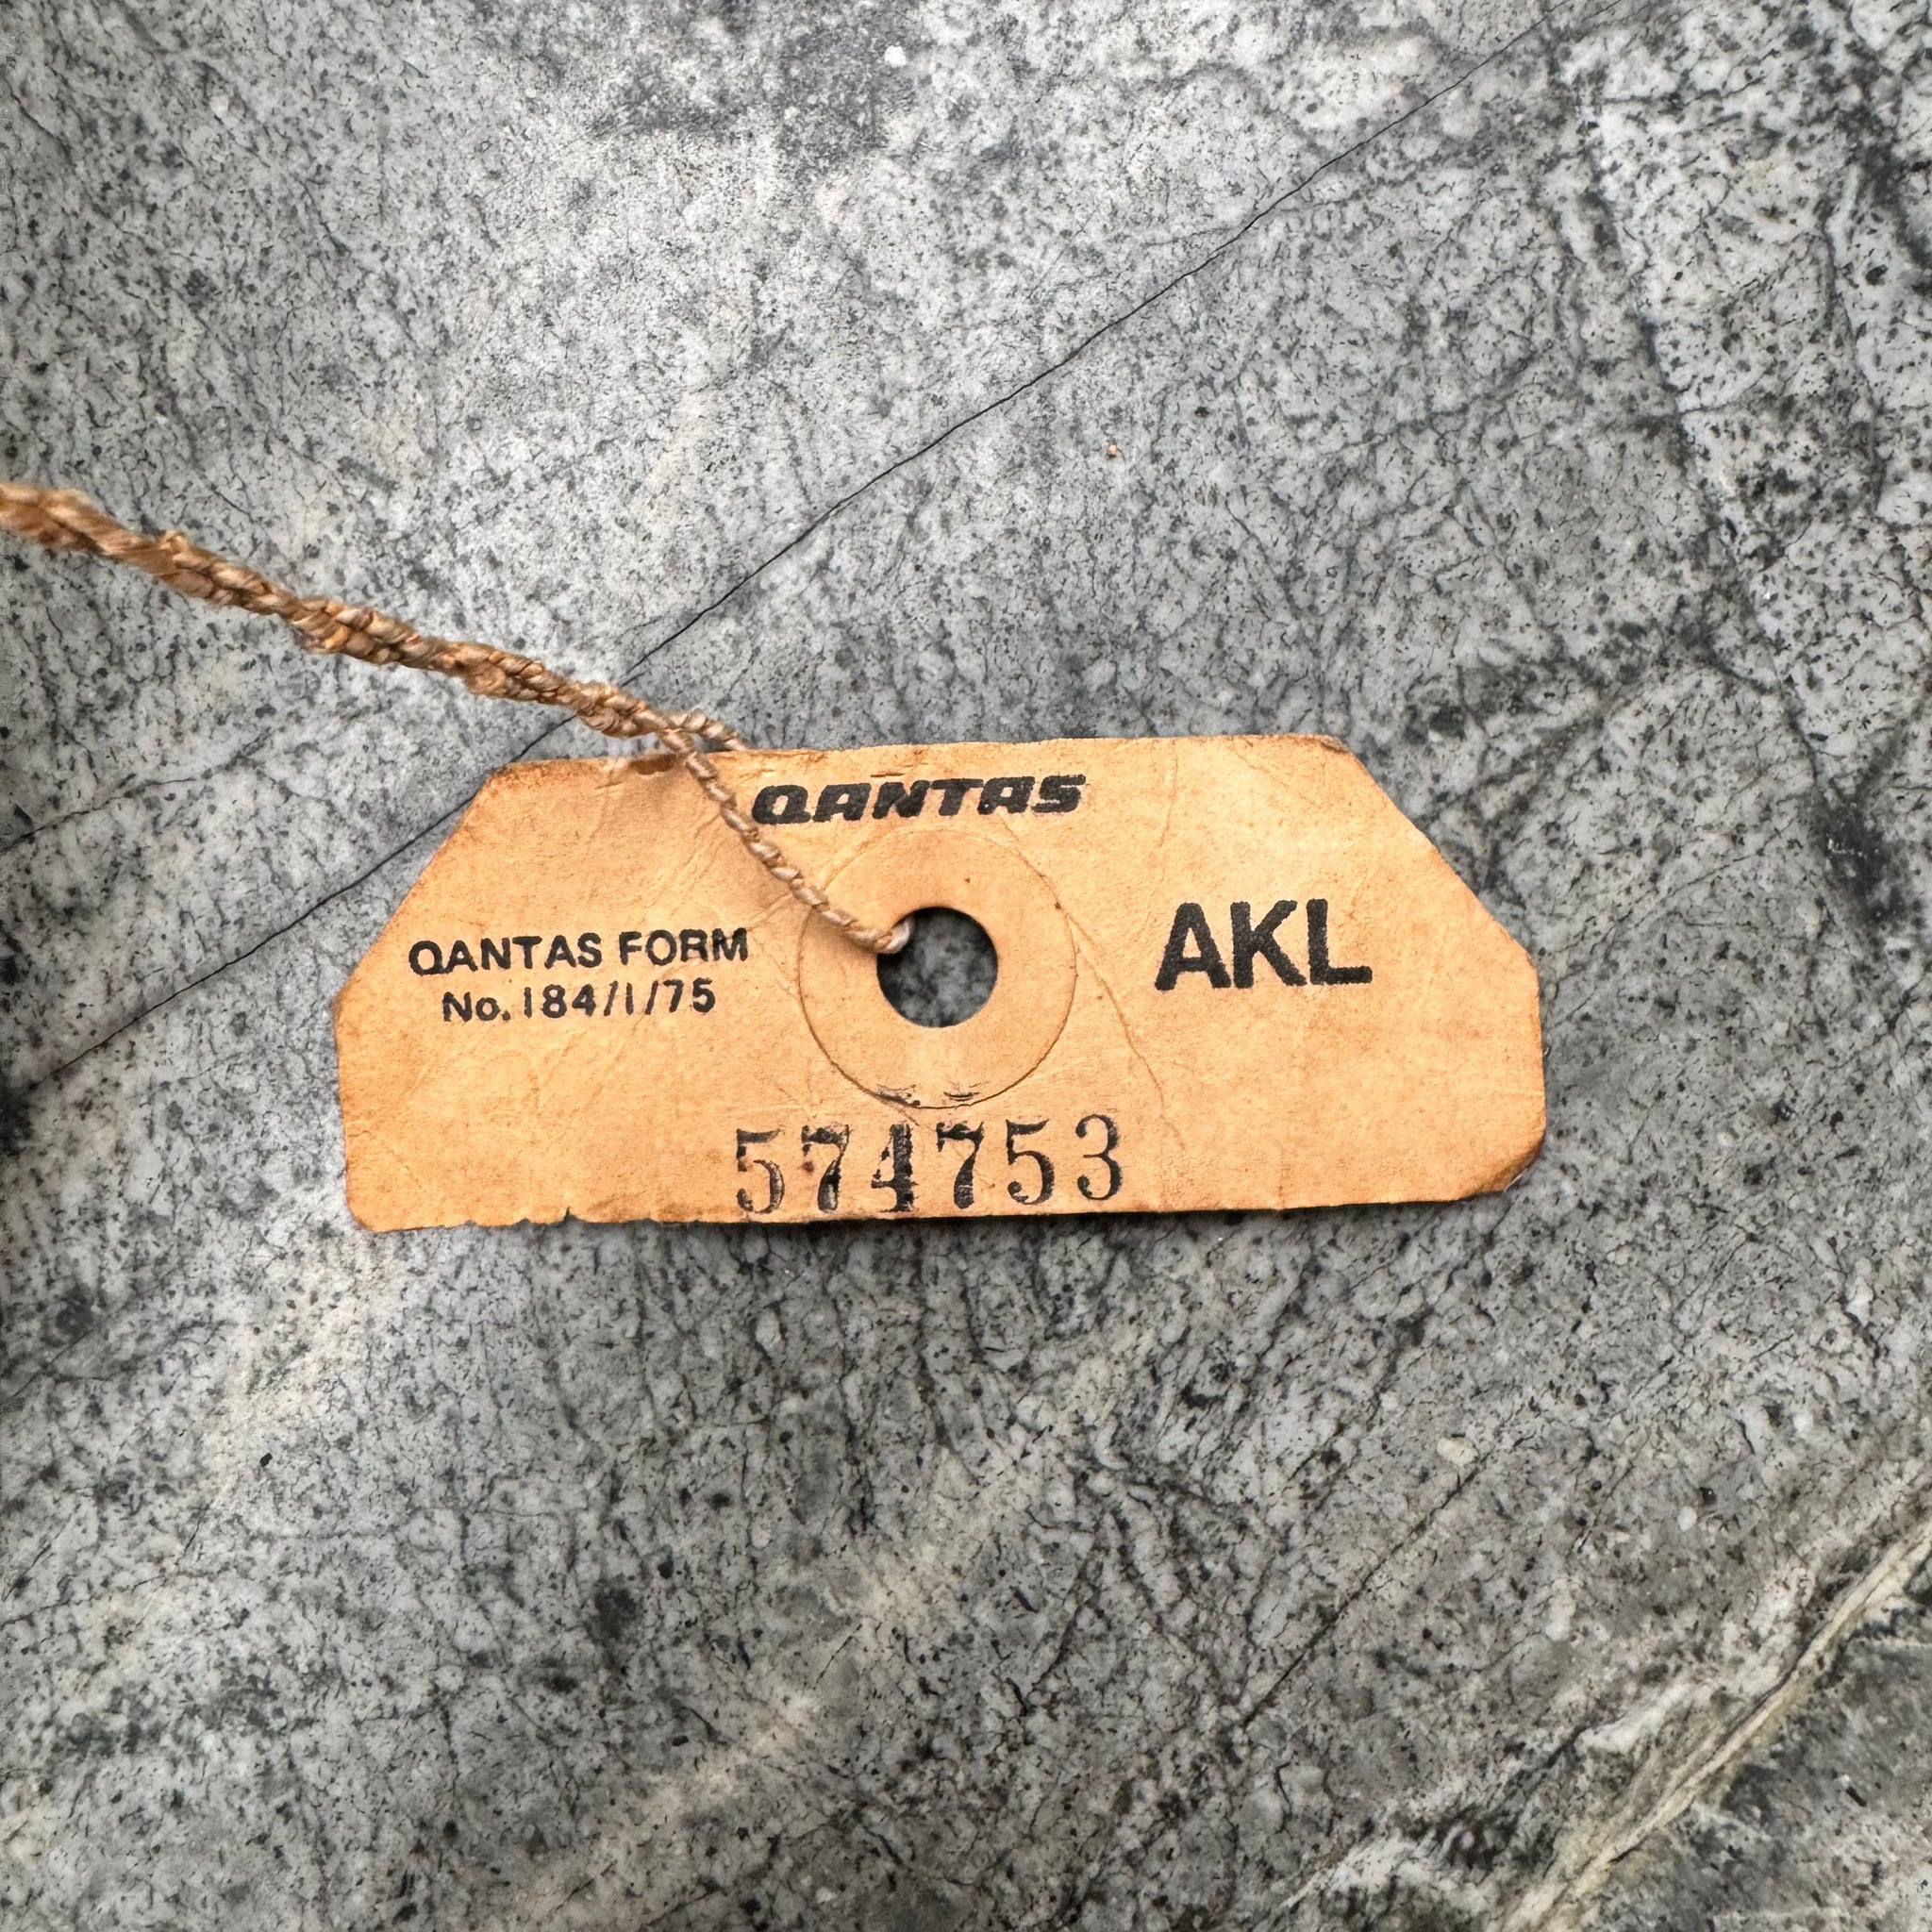 QANTAS
QANTAS FORM
No. 184/1/75
AKL
574753